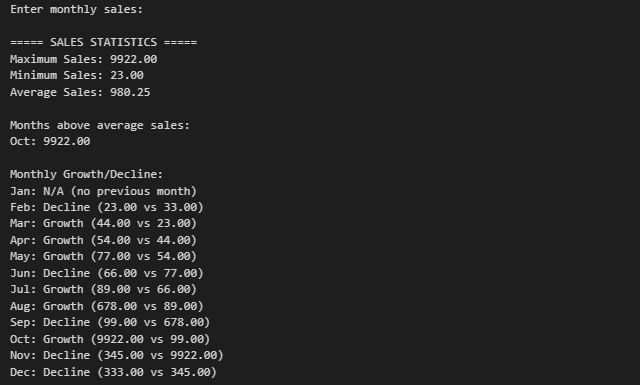 Enter monthly sales:
===== SALES STATISTICS =====
Maximum Sales: 9922.00
Minimum Sales: 23.00
Average Sales: 980.25
Months above average sales:
Oct: 9922.00
Monthly Growth/Decline:
Jan: N/A (no previous month)
Feb: Decline (23.00 vs 33.00)
Mar: Growth (44.00 vs 23.00)
Apr: Growth (54.00 vs 44.00)
May: Growth (77.00 vs 54.00)
Jun: Decline (66.00 vs 77.00)
Jul: Growth (89.00 vs 66.00)
Aug: Growth (678.00 vs 89.00)
Sep: Decline (99.00 vs 678.00)
Oct: Growth (9922.00 vs 99.00)
Nov: Decline (345.00 vs 9922.00)
Dec: Decline (333.00 vs 345.00)